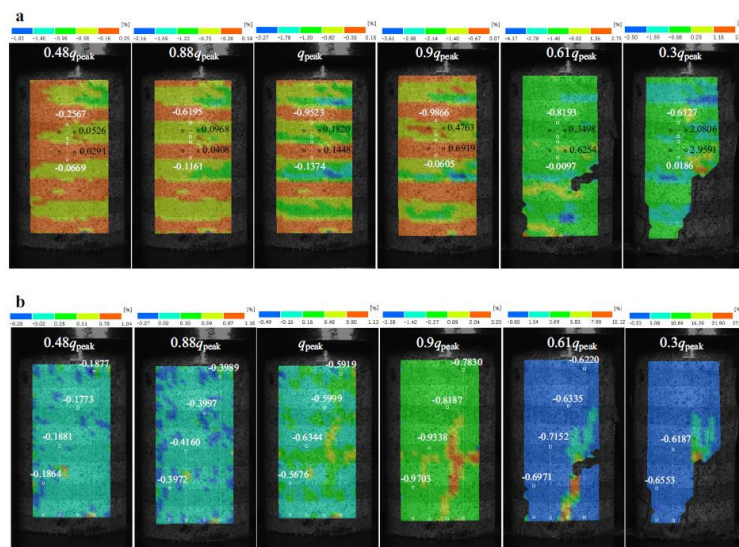 a
[%] [%] [%] [%] [%] [%]
0.48qpeak 0.88qpeak qpeak 0.9qpeak 0.61qpeak 0.3qpeak
-0.2567 -0.6195 -0.9523 -0.9866 -0.8193 -0.6127
0.0526 0.0968 0.1820 0.4763 0.3498 2.0806
0.0291 0.0408 0.1448 0.6919 0.6254 2.9591
-0.0669 -0.1161 -0.1374 -0.0605 -0.0097 0.0186
b
[%] [%] [%] [%] [%] [%]
0.48qpeak 0.88qpeak qpeak 0.9qpeak 0.61qpeak 0.3qpeak
-0.1877 -0.3989 -0.5919 -0.7830 -0.6220
-0.1773 -0.3997 -0.5999 -0.8187 -0.6335
-0.1881 -0.4160 -0.6344 -0.9338 -0.7152 -0.6187
-0.1864 -0.3972 -0.5676 -0.9703 -0.6971 -0.6553